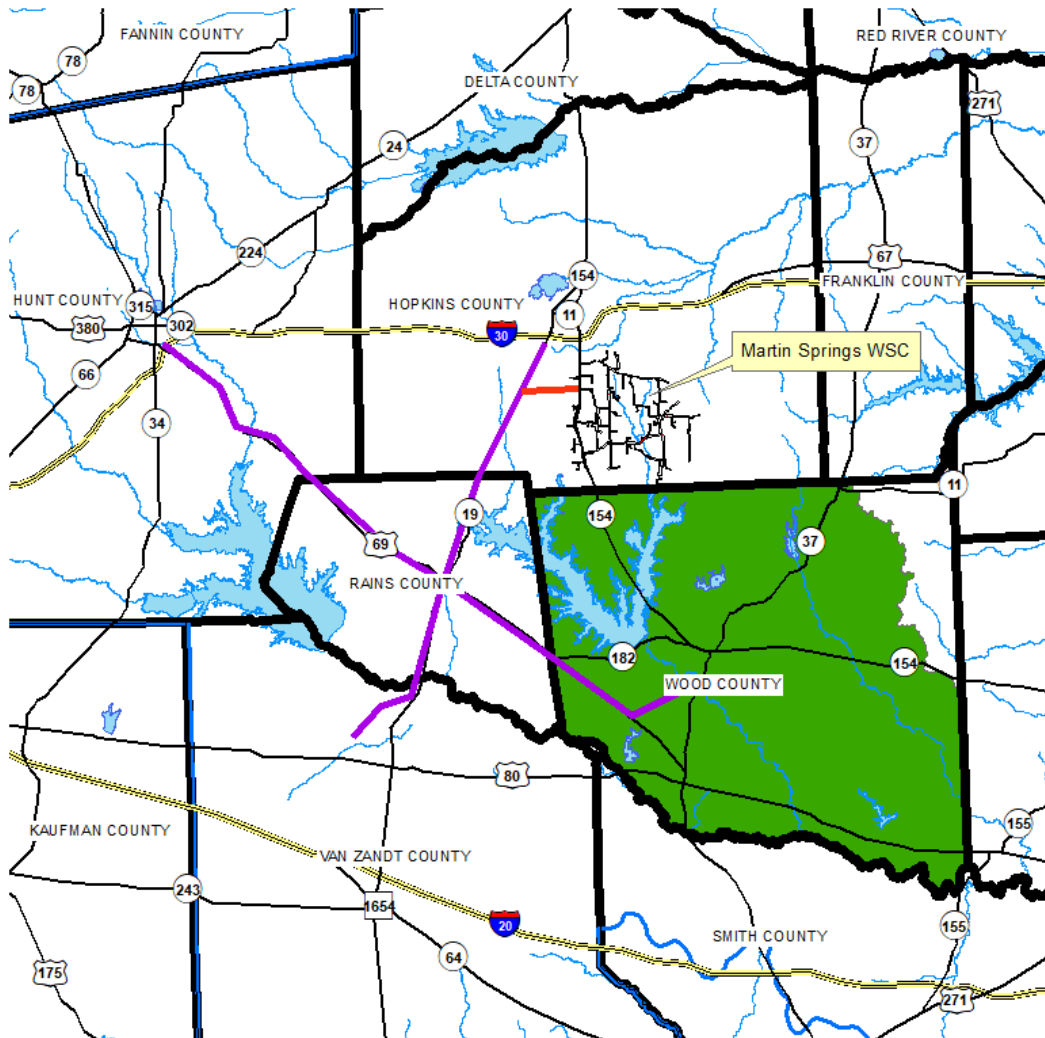 FANNIN COUNTY
RED RIVER COUNTY
78
DELTA COUNTY
78
271
24
37
224
67
154
FRANKLIN COUNTY
HUNT COUNTY
315
HOPKINS COUNTY
11
380
302
30
Martin Springs WSC
66
34
11
19
154
69
37
RAINS COUNTY
182
154
WOOD COUNTY
80
155
KAUFMAN COUNTY
VAN ZANDT COUNTY
243
1654
20
155
SMITH COUNTY
64
175
271